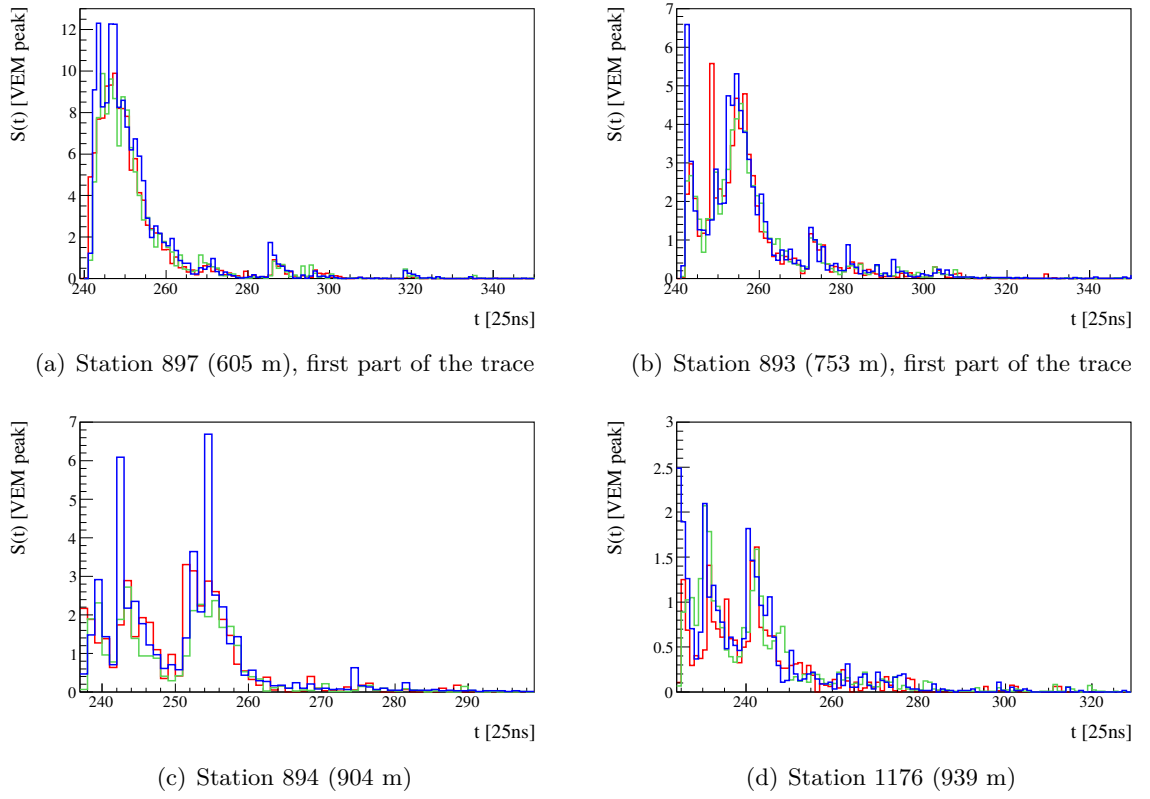 S(t) [VEM peak]
12
10
8
6
4
2
0
240 260 280 300 320 340
t [25ns]
(a) Station 897 (605 m), first part of the trace
S(t) [VEM peak]
7
6
5
4
3
2
1
0
240 260 280 300 320 340
t [25ns]
(b) Station 893 (753 m), first part of the trace
S(t) [VEM peak]
7
6
5
4
3
2
1
0
240 250 260 270 280 290
t [25ns]
(c) Station 894 (904 m)
S(t) [VEM peak]
3
2.5
2
1.5
1
0.5
0
240 260 280 300 320
t [25ns]
(d) Station 1176 (939 m)